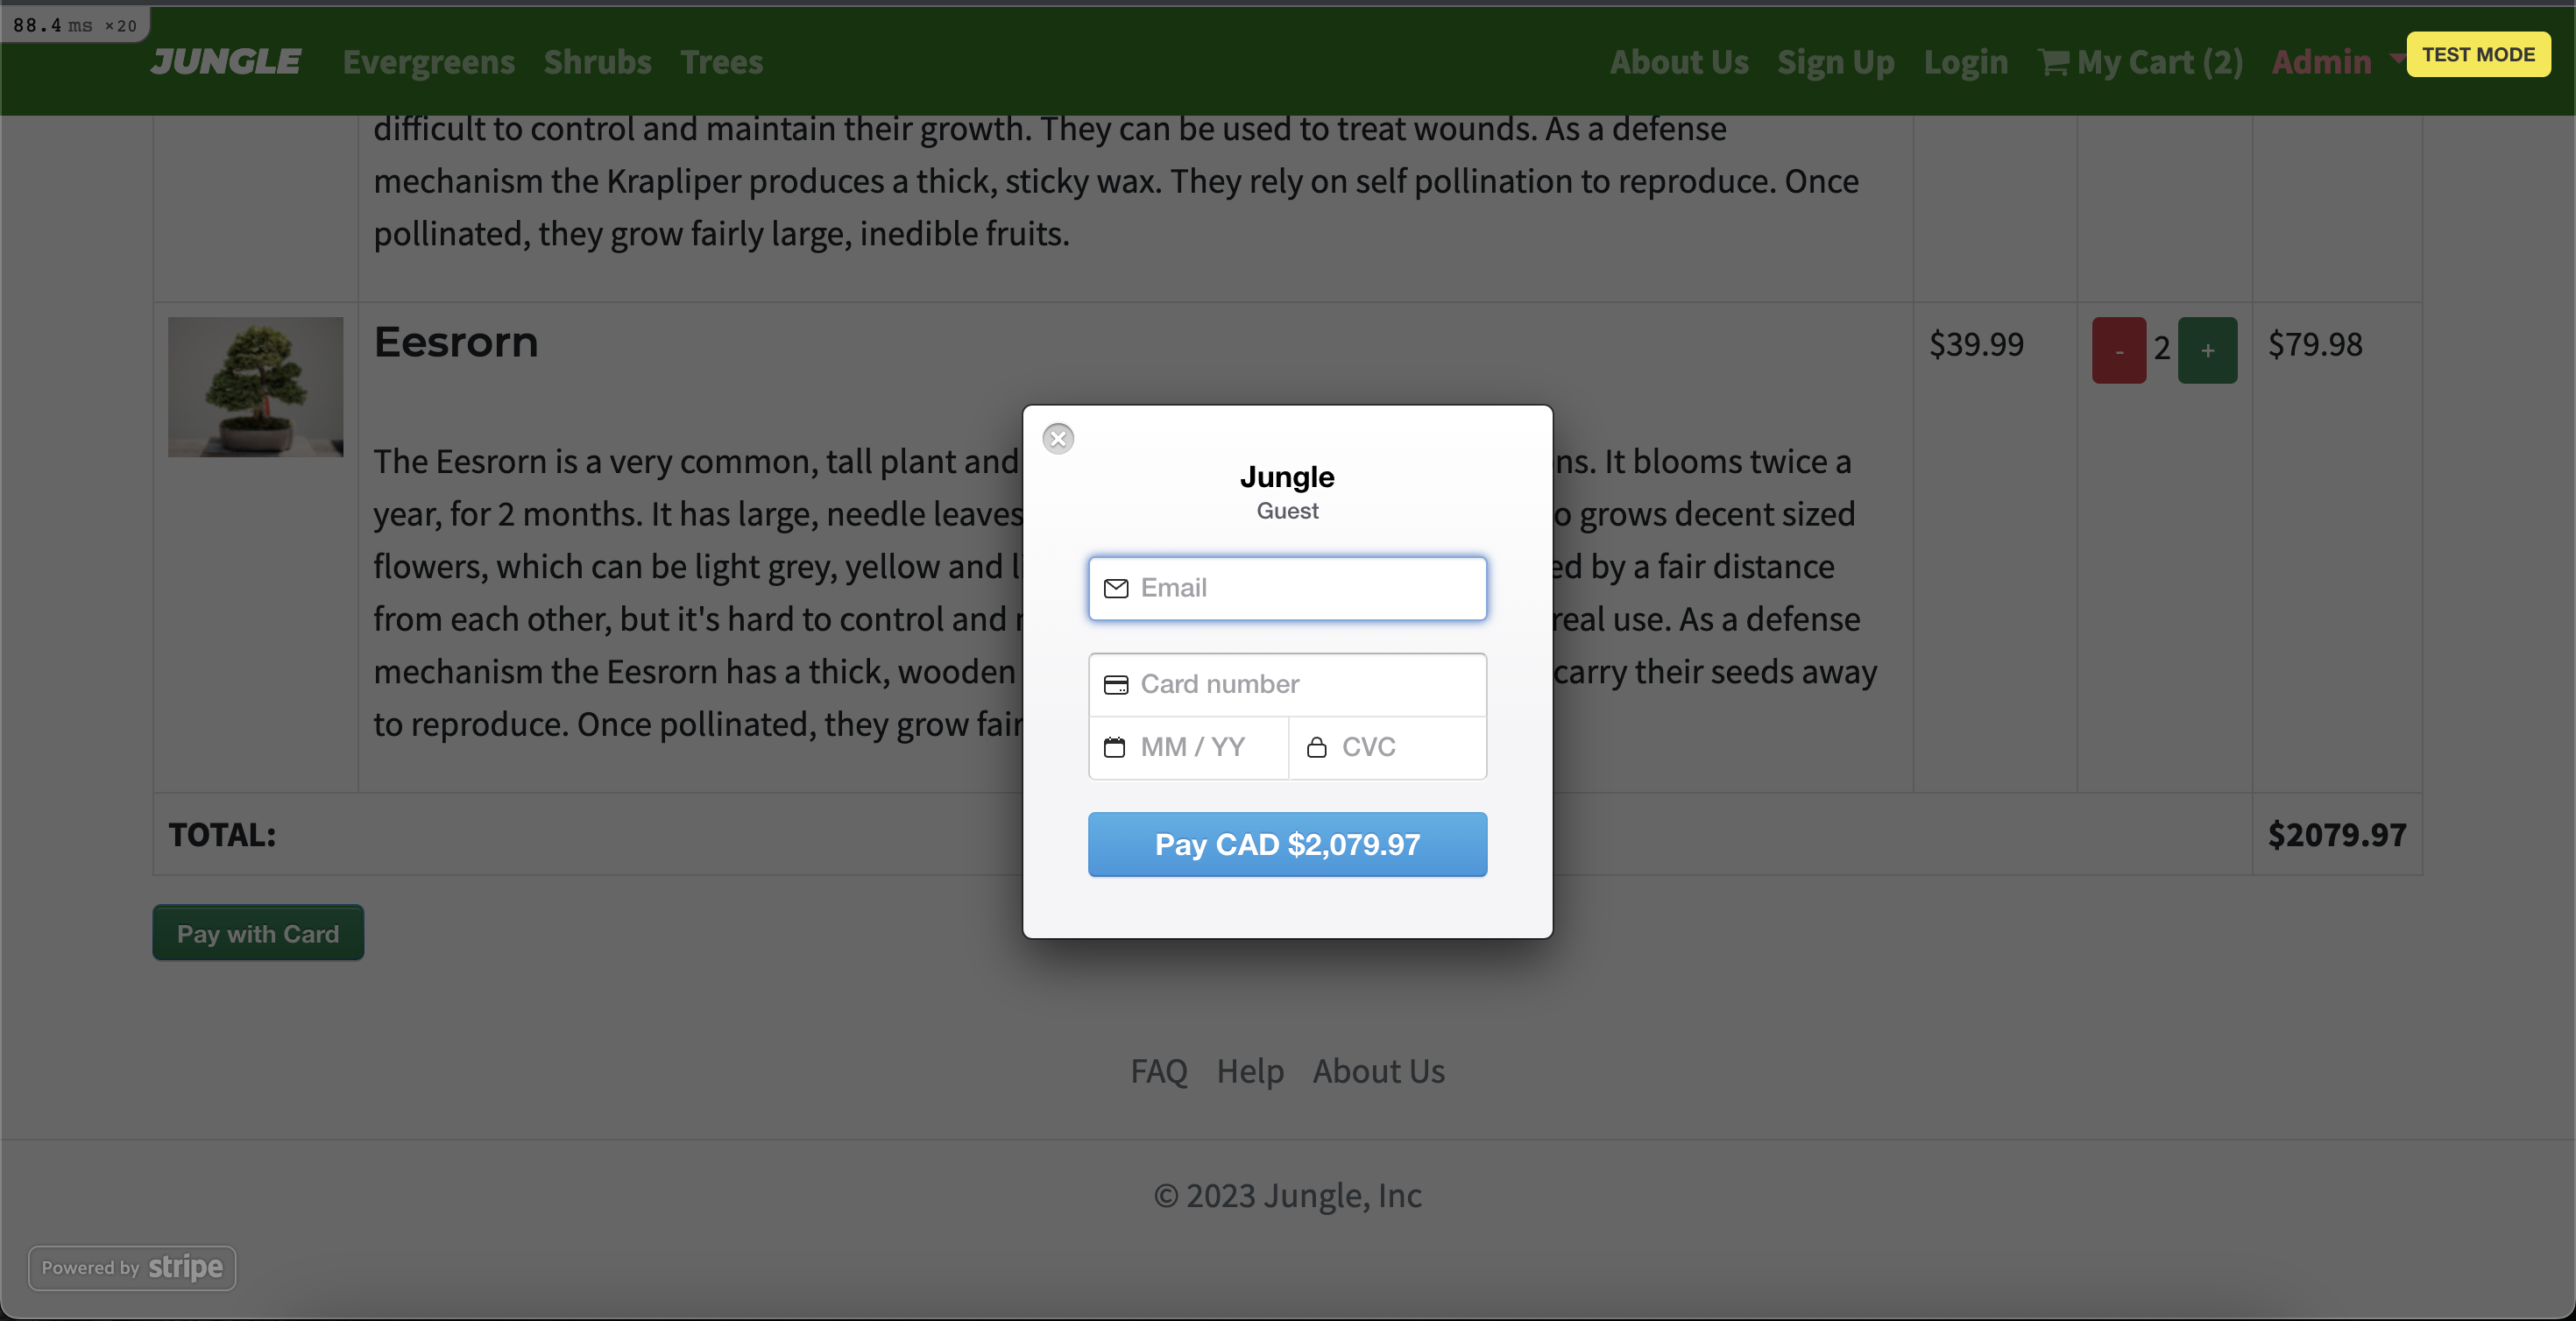 88.4 ms ×20
JUNGLE Evergreens Shrubs Trees About Us Sign Up Login My Cart (2) Admin TEST MODE
difficult to control and maintain their growth. They can be used to treat wounds. As a defense
mechanism the Krapliper produces a thick, sticky wax. They rely on self pollination to reproduce. Once
pollinated, they grow fairly large, inedible fruits.
Eesrorn $39.99 - 2 + $79.98
The Eesrorn is a very common, tall plant and ns. It blooms twice a
year, for 2 months. It has large, needle leaves o grows decent sized
flowers, which can be light grey, yellow and ed by a fair distance
from each other, but it's hard to control and real use. As a defense
mechanism the Eesrorn has a thick, wooden carry their seeds away
to reproduce. Once pollinated, they grow fair
TOTAL: $2079.97
Pay with Card
Jungle
Guest
Email
Card number
MM / YY CVC
Pay CAD $2,079.97
FAQ Help About Us
© 2023 Jungle, Inc
Powered by stripe